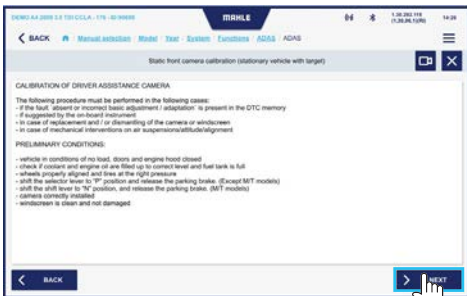 DEMO A4 2000 2.0 TDI CCLA - 170 - ID 99999
MAHLE
14:26
BACK Manual selection Model Year System Functions ADAS ADAS
Static front camera calibration (stationary vehicle with target)
CALIBRATION OF DRIVER ASSISTANCE CAMERA
The following procedure must be performed in the following cases:
- if the fault 'absent or incorrect basic adjustment / adaptation' is present in the DTC memory
- if suggested by the on-board instrument
- in case of replacement and / or dismantling of the camera or windscreen
- in case of mechanical interventions on air suspensions/attitude/alignment
PRELIMINARY CONDITIONS:
- vehicle in conditions of no load, doors and engine hood closed
- check if coolant and engine oil are filled up to correct level and fuel tank is full
- wheels properly aligned and tires at the right pressure
- shift the selector lever to "P" position and release the parking brake. (Except M/T models)
- shift the shift lever to "N" position, and release the parking brake. (M/T models)
- camera correctly installed
- windscreen is clean and not damaged
BACK
NEXT